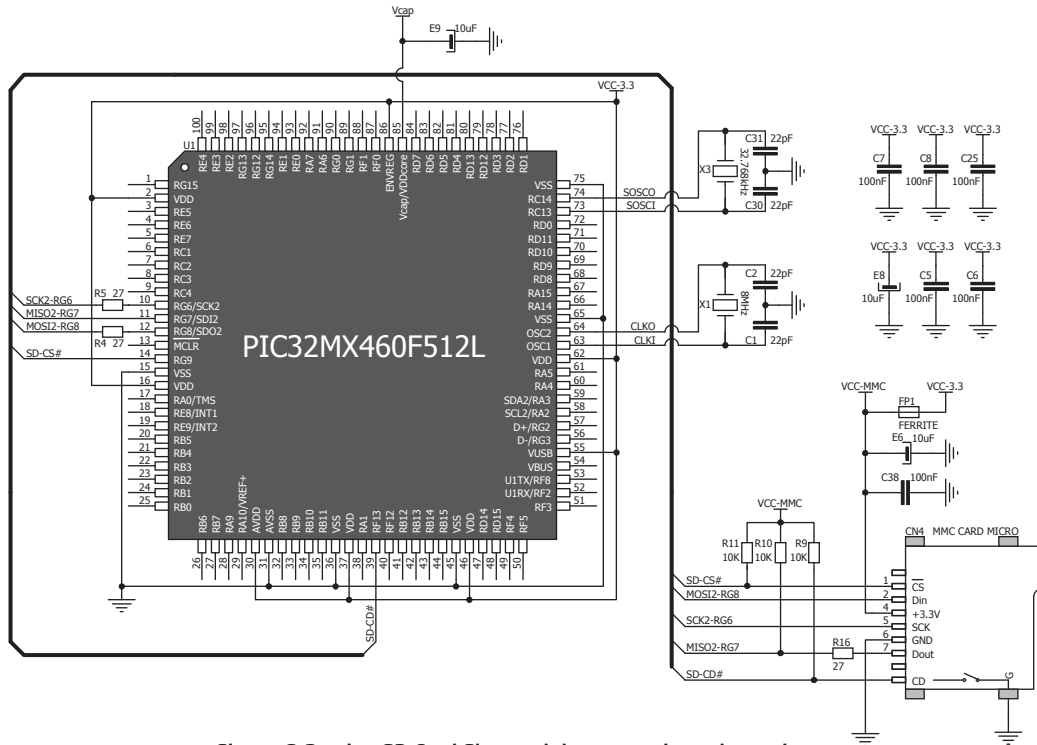 Vcap
E9 10uF
VCC-3.3
100 99 98 97 96 95 94 93 92 91 90 89 88 87 86 85 84 83 82 81 80 79 78 77 76
U1
RE4 RE3 RE2 RG13 RG12 RG14 RE1 RE0 RA7 RA6 RG0 RG1 RF1 RF0 ENVREG Vcap/VDDcore RD7 RD6 RD5 RD4 RD13 RD12 RD3 RD2 RD1
1 RG15
2 VDD
3 RE5
4 RE6
5 RE7
6 RC1
7 RC2
8 RC3
9 RC4
SCK2-RG6 R5 27 10 RG6/SCK2
MISO2-RG7 11 RG7/SDI2
MOSI2-RG8 R4 27 12 RG8/SDO2
13 MCLR
SD-CS# 14 RG9
15 VSS
16 VDD
17 RA0/TMS
18 RE8/INT1
19 RE9/INT2
20 RB5
21 RB4
22 RB3
23 RB2
24 RB1
25 RB0
PIC32MX460F512L
VSS 75
RC14 74 SOSCO
RC13 73 SOSCI
RD0 72
RD11 71
RD10 70
RD9 69
RD8 68
RA15 67
RA14 66
VSS 65
OSC2 64 CLKO
OSC1 63 CLKI
VDD 62
RA5 61
RA4 60
SDA2/RA3 59
SCL2/RA2 58
D+/RG2 57
D-/RG3 56
VUSB 55
VBUS 54
U1TX/RF8 53
U1RX/RF2 52
RF3 51
RB6 RB7 RA9 RA10/VREF+ AVDD AVSS RB8 RB9 RB10 RB11 VSS VDD RA1 RF13 RF12 RB12 RB13 RB14 RB15 VSS VDD RD14 RD15 RF4 RF5
26 27 28 29 30 31 32 33 34 35 36 37 38 39 40 41 42 43 44 45 46 47 48 49 50
SD-CD#
C31 22pF
X3 32.768kHz
C30 22pF
C2 22pF
X1 8MHz
C1 22pF
VCC-3.3 VCC-3.3 VCC-3.3
C7 C8 C25
100nF 100nF 100nF
VCC-3.3 VCC-3.3 VCC-3.3
E8 C5 C6
10uF 100nF 100nF
VCC-MMC VCC-3.3
FP1
FERRITE
E6 10uF
C38 100nF
VCC-MMC
R11 R10 R9
10K 10K 10K
CN4 MMC CARD MICRO
SD-CS# 1 CS
MOSI2-RG8 2 Din
4 +3.3V
SCK2-RG6 5 SCK
6 GND
MISO2-RG7 R16 27 7 Dout
SD-CD# CD G